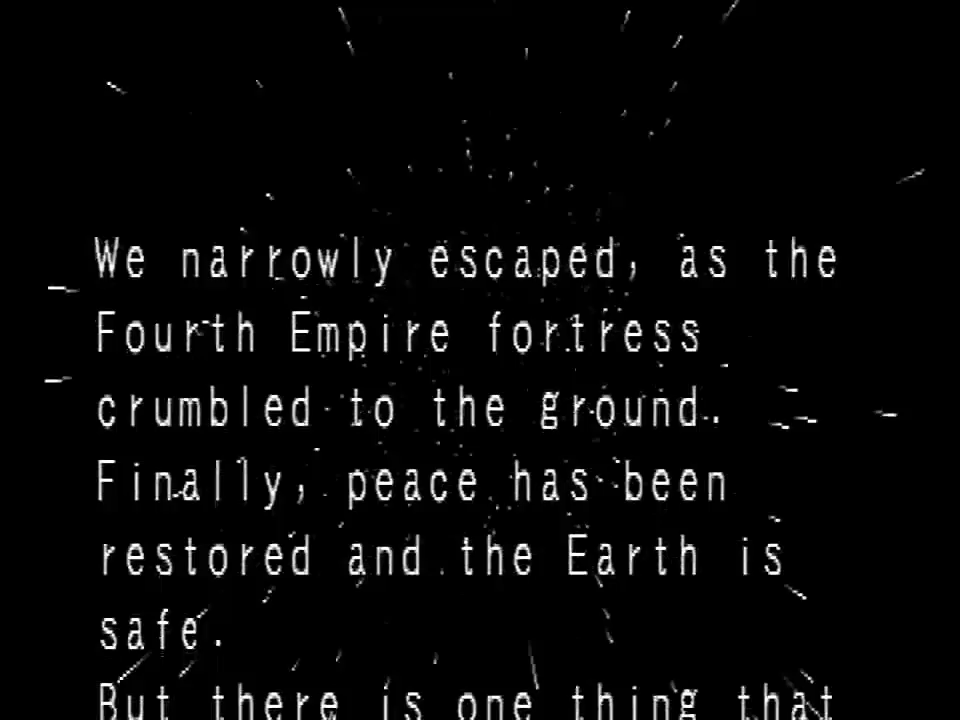 We narrowly escaped, as the
Fourth Empire fortress
crumbled to the ground.
Finally, peace has been
restored and the Earth is
safe.
But there is one thing that